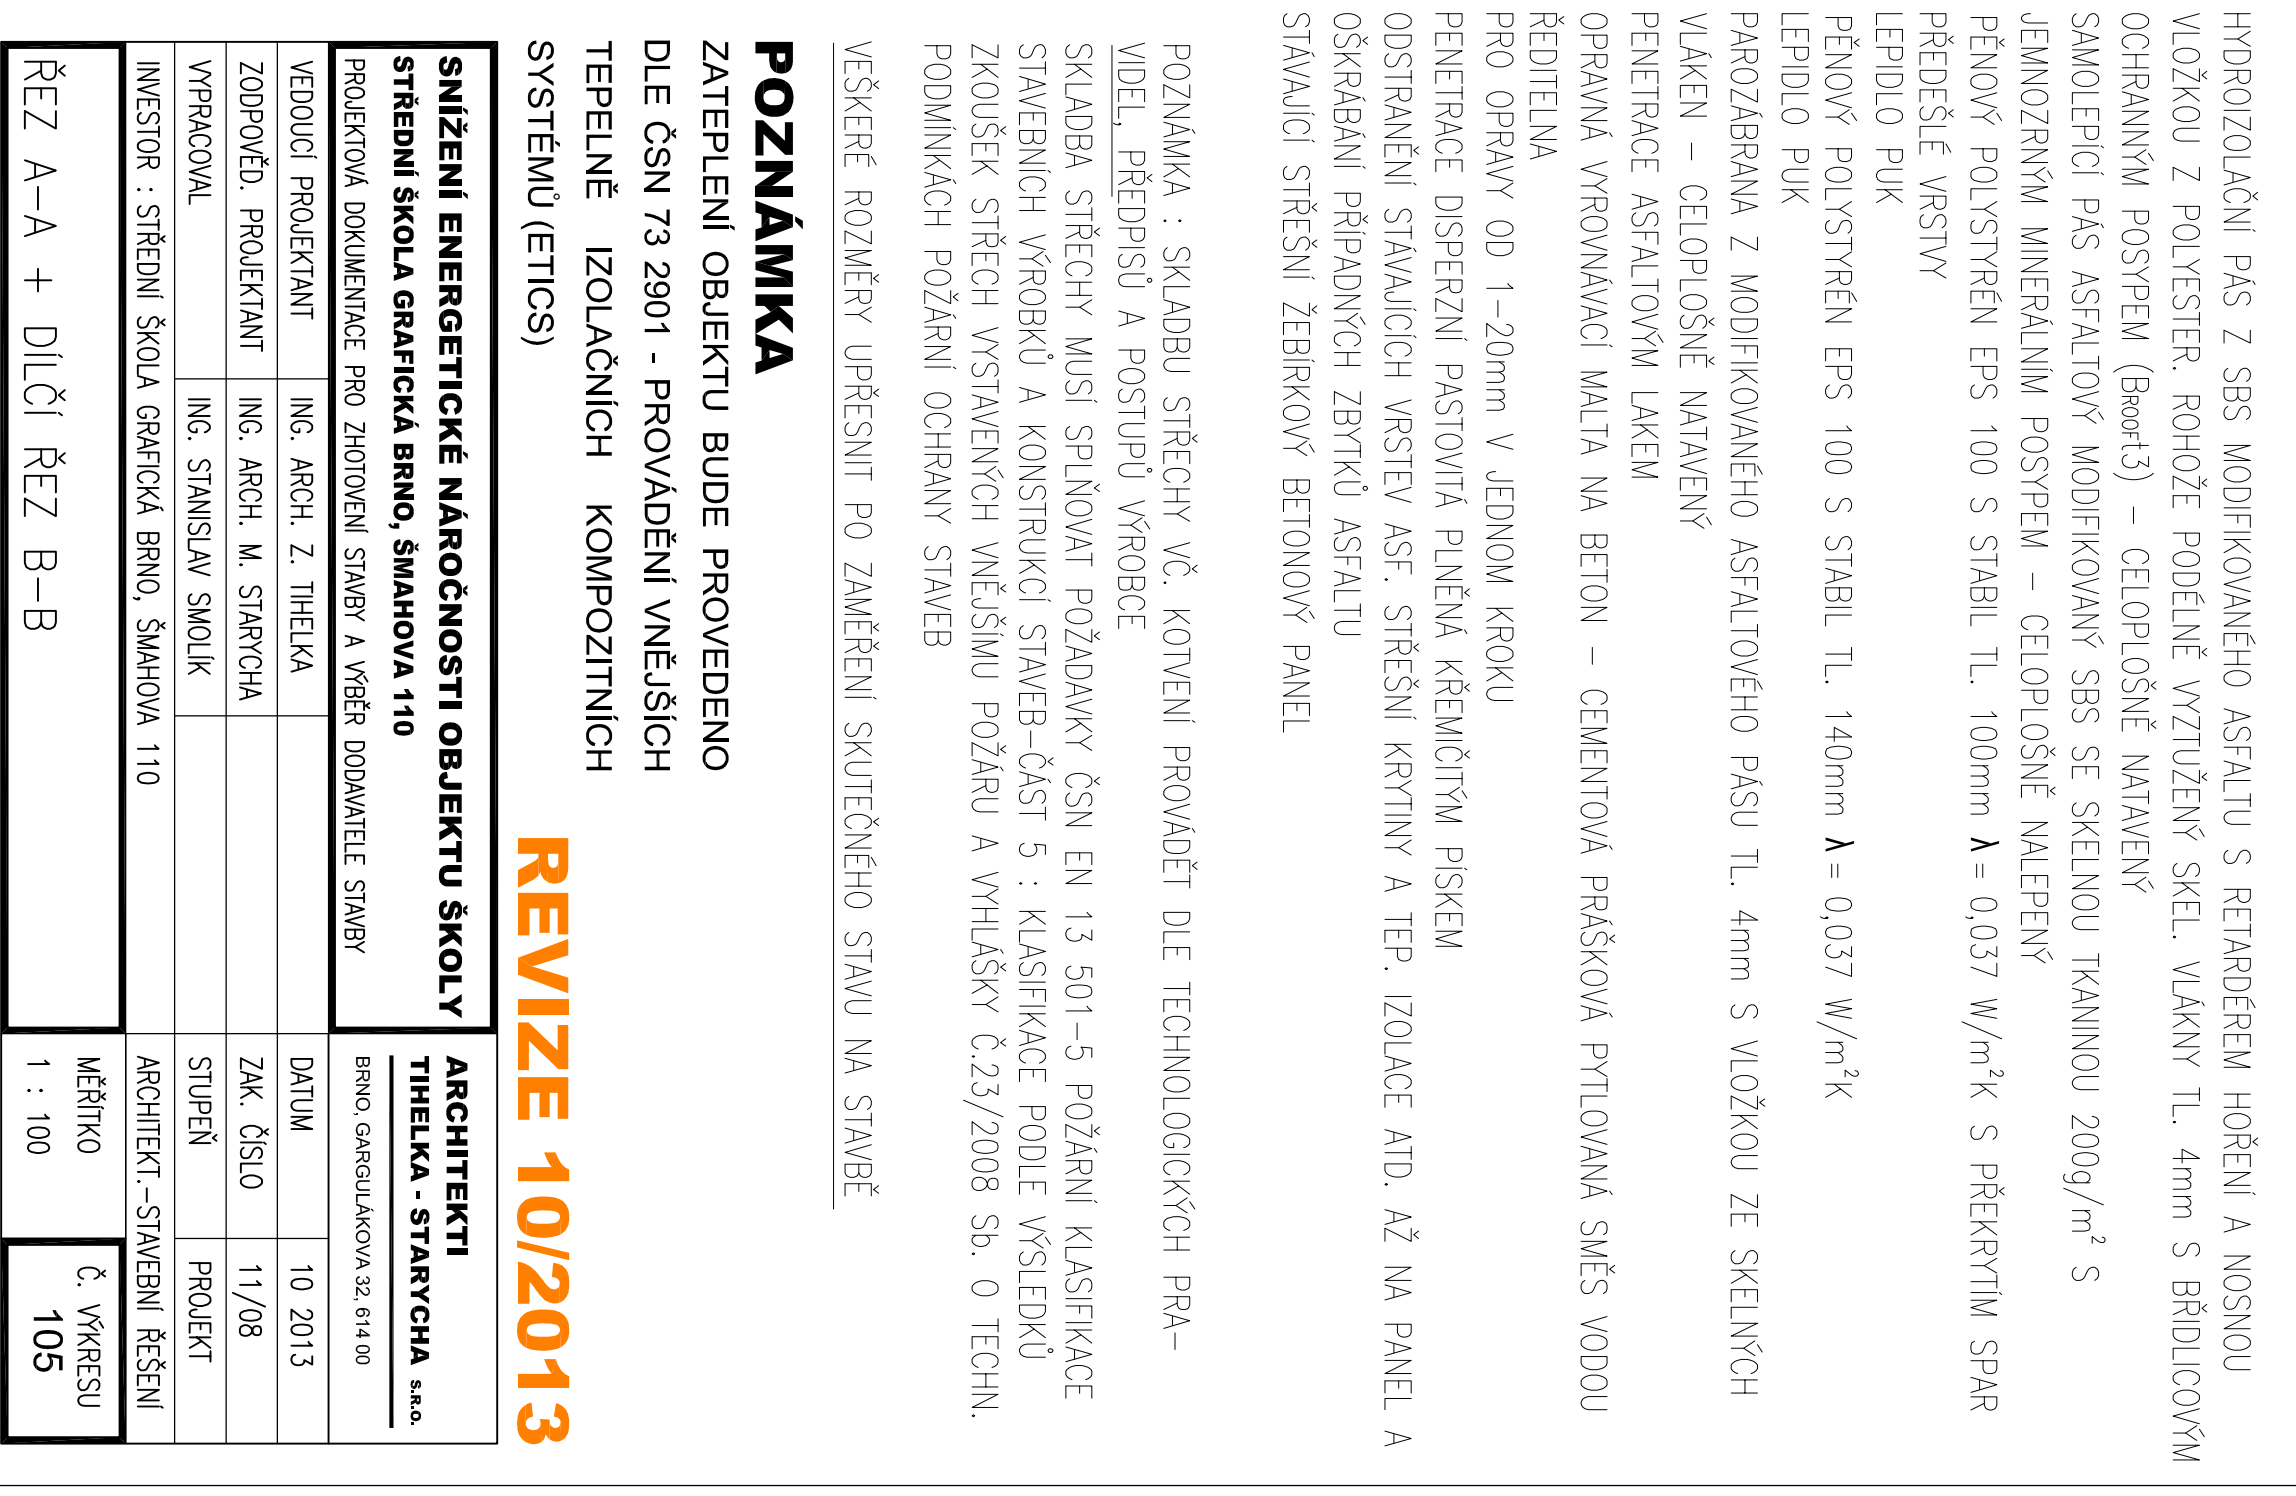 HYDROIZOLAČNÍ PÁS Z SBS MODIFIKOVANÉHO ASFALTU S RETARDÉREM HOŘENÍ A NOSNOU
VLOŽKOU Z POLYESTER. ROHOŽE PODÉLNĚ VYZTUŽENÝ SKEL. VLÁKNY TL. 4mm S BŘIDLICOVÝM
OCHRANNÝM POSYPEM (BROOFt3) – CELOPLOŠNĚ NATAVENÝ
SAMOLEPÍCÍ PÁS ASFALTOVÝ MODIFIKOVANÝ SBS SE SKELNOU TKANINOU 200g/m² S
JEMNOZRNÝM MINERÁLNÍM POSYPEM – CELOPLOŠNĚ NALEPENÝ
PĚNOVÝ POLYSTYRÉN EPS 100 S STABIL TL. 100mm λ = 0,037 W/m²K S PŘEKRYTÍM SPAR
PŘEDEŠLÉ VRSTVY
LEPIDLO PUK
PĚNOVÝ POLYSTYRÉN EPS 100 S STABIL TL. 140mm λ = 0,037 W/m²K
LEPIDLO PUK
PAROZÁBRANA Z MODIFIKOVANÉHO ASFALTOVÉHO PÁSU TL. 4mm S VLOŽKOU ZE SKELNÝCH
VLÁKEN – CELOPLOŠNĚ NATAVENÝ
PENETRACE ASFALTOVÝM LAKEM
OPRAVNÁ VYROVNÁVACÍ MALTA NA BETON – CEMENTOVÁ PRÁŠKOVÁ PYTLOVANÁ SMĚS VODOU
ŘEDITELNA
PRO OPRAVY OD 1–20mm V JEDNOM KROKU
PENETRACE DISPERZNÍ PASTOVITÁ PLNĚNÁ KŘEMIČITÝM PÍSKEM
ODSTRANĚNÍ STÁVAJÍCÍCH VRSTEV ASF. STŘEŠNÍ KRYTINY A TEP. IZOLACE ATD. AŽ NA PANEL A
OŠKRÁBÁNÍ PŘÍPADNÝCH ZBYTKŮ ASFALTU
STÁVAJÍCÍ STŘEŠNÍ ŽEBÍRKOVÝ BETONOVÝ PANEL
POZNÁMKA : SKLADBU STŘECHY VČ. KOTVENÍ PROVÁDĚT DLE TECHNOLOGICKÝCH PRA–
VIDEL, PŘEDPISŮ A POSTUPŮ VÝROBCE
SKLADBA STŘECHY MUSÍ SPLŇOVAT POŽADAVKY ČSN EN 13 501–5 POŽÁRNÍ KLASIFIKACE
STAVEBNÍCH VÝROBKŮ A KONSTRUKCÍ STAVEB–ČÁST 5 : KLASIFIKACE PODLE VÝSLEDKŮ
ZKOUŠEK STŘECH VYSTAVENÝCH VNĚJŠÍMU POŽÁRU A VYHLÁŠKY Č.23/2008 Sb. O TECHN.
PODMÍNKÁCH POŽÁRNÍ OCHRANY STAVEB
VEŠKERÉ ROZMĚRY UPŘESNIT PO ZAMĚŘENÍ SKUTEČNÉHO STAVU NA STAVBĚ
POZNÁMKA
ZATEPLENÍ OBJEKTU BUDE PROVEDENO
DLE ČSN 73 2901 - PROVÁDĚNÍ VNĚJŠÍCH
TEPELNĚ IZOLAČNÍCH KOMPOZITNÍCH
SYSTÉMŮ (ETICS)
REVIZE 10/2013
SNÍŽENÍ ENERGETICKÉ NÁROČNOSTI OBJEKTU ŠKOLY
STŘEDNÍ ŠKOLA GRAFICKÁ BRNO, ŠMAHOVA 110
PROJEKTOVÁ DOKUMENTACE PRO ZHOTOVENÍ STAVBY A VÝBĚR DODAVATELE STAVBY
ARCHITEKTI
TIHELKA - STARYCHA S.R.O.
BRNO, GARGULÁKOVA 32, 614 00
VEDOUCÍ PROJEKTANT ING. ARCH. Z. TIHELKA DATUM 10 2013
ZODPOVĚD. PROJEKTANT ING. ARCH. M. STARYCHA ZAK. ČÍSLO 11/08
VYPRACOVAL ING. STANISLAV SMOLÍK STUPEŇ PROJEKT
INVESTOR : STŘEDNÍ ŠKOLA GRAFICKÁ BRNO, ŠMAHOVA 110 ARCHITEKT.–STAVEBNÍ ŘEŠENÍ
ŘEZ A–A + DÍLČÍ ŘEZ B–B
MĚŘÍTKO
1 : 100
Č. VÝKRESU
105